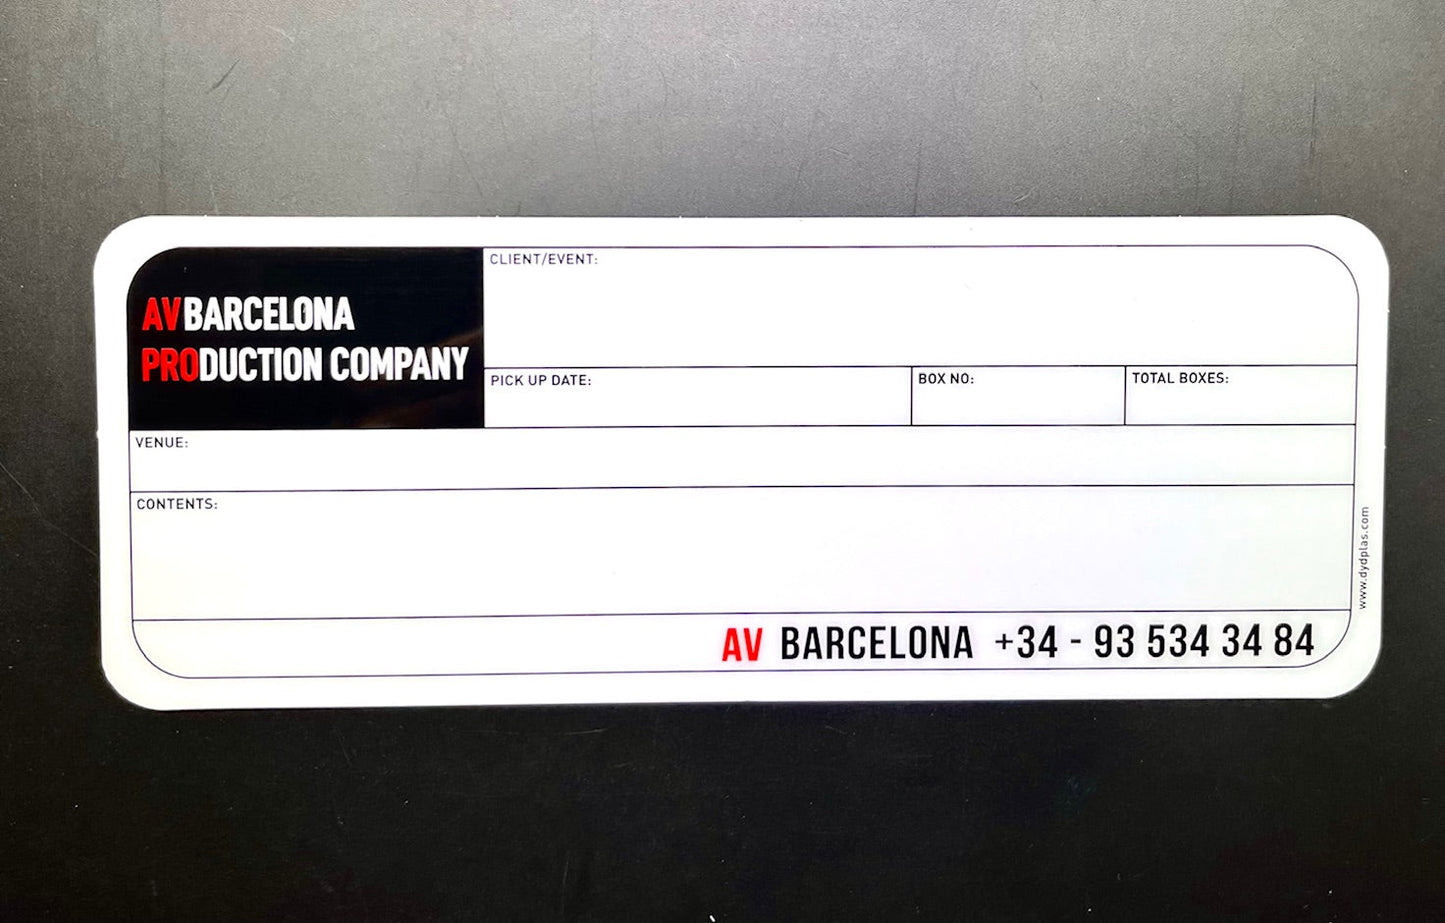 AVBARCELONA
PRODUCTION COMPANY
CLIENT/EVENT:
PICK UP DATE:
BOX NO:
TOTAL BOXES:
VENUE:
CONTENTS:
www.dydplas.com
AV BARCELONA +34 - 93 534 34 84